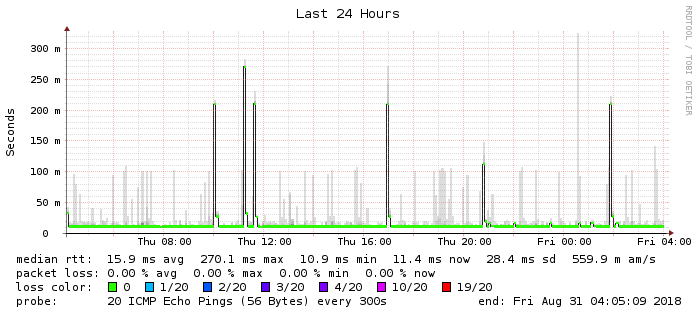 Last 24 Hours
RRDTOOL / TOBI OETIKER
Seconds
300 m
250 m
200 m
150 m
100 m
50 m
0
Thu 08:00 Thu 12:00 Thu 16:00 Thu 20:00 Fri 00:00 Fri 04:00
median rtt: 15.9 ms avg 270.1 ms max 10.9 ms min 11.4 ms now 28.4 ms sd 559.9 m am/s
packet loss: 0.00 % avg 0.00 % max 0.00 % min 0.00 % now
loss color: 0 1/20 2/20 3/20 4/20 10/20 19/20
probe: 20 ICMP Echo Pings (56 Bytes) every 300s end: Fri Aug 31 04:05:09 2018